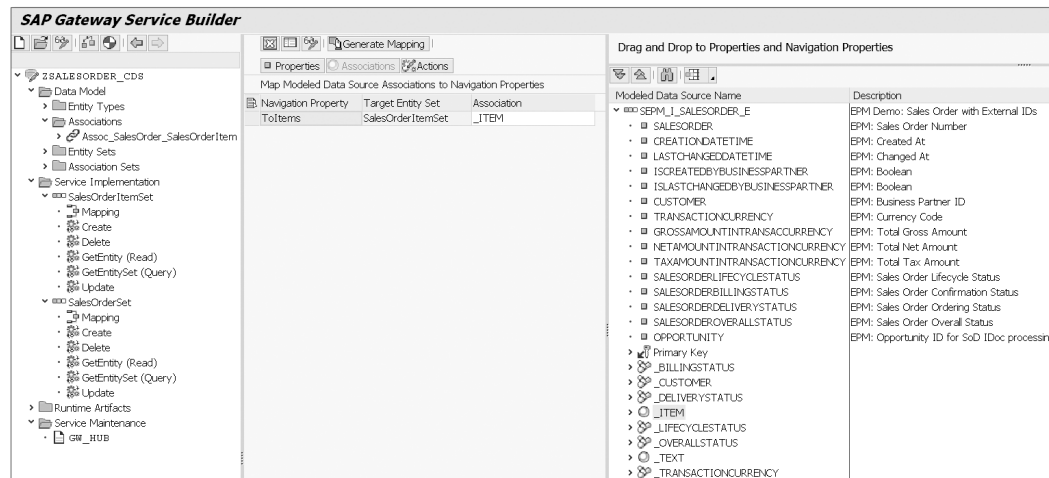 SAP Gateway Service Builder
ZSALESORDER_CDS
Data Model
Entity Types
Associations
Assoc_SalesOrder_SalesOrderItem
Entity Sets
Association Sets
Service Implementation
SalesOrderItemSet
Mapping
Create
Delete
GetEntity (Read)
GetEntitySet (Query)
Update
SalesOrderSet
Mapping
Create
Delete
GetEntity (Read)
GetEntitySet (Query)
Update
Runtime Artifacts
Service Maintenance
GW_HUB
Generate Mapping
Properties Associations Actions
Map Modeled Data Source Associations to Navigation Properties
Navigation Property Target Entity Set Association
ToItems SalesOrderItemSet _ITEM
Drag and Drop to Properties and Navigation Properties
Modeled Data Source Name Description
SEPM_I_SALESORDER_E EPM Demo: Sales Order with External IDs
SALESORDER EPM: Sales Order Number
CREATIONDATETIME EPM: Created At
LASTCHANGEDDATETIME EPM: Changed At
ISCREATEDBYBUSINESSPARTNER EPM: Boolean
ISLASTCHANGEDBYBUSINESSPARTNER EPM: Boolean
CUSTOMER EPM: Business Partner ID
TRANSACTIONCURRENCY EPM: Currency Code
GROSSAMOUNTINTRANSACCURRENCY EPM: Total Gross Amount
NETAMOUNTINTRANSACTIONCURRENCY EPM: Total Net Amount
TAXAMOUNTINTRANSACTIONCURRENCY EPM: Total Tax Amount
SALESORDERLIFECYCLESTATUS EPM: Sales Order Lifecycle Status
SALESORDERBILLINGSTATUS EPM: Sales Order Confirmation Status
SALESORDERDELIVERYSTATUS EPM: Sales Order Ordering Status
SALESORDEROVERALLSTATUS EPM: Sales Order Overall Status
OPPORTUNITY EPM: Opportunity ID for SoD IDoc processin
Primary Key
_BILLINGSTATUS
_CUSTOMER
_DELIVERYSTATUS
_ITEM
_LIFECYCLESTATUS
_OVERALLSTATUS
_TEXT
_TRANSACTIONCURRENCY